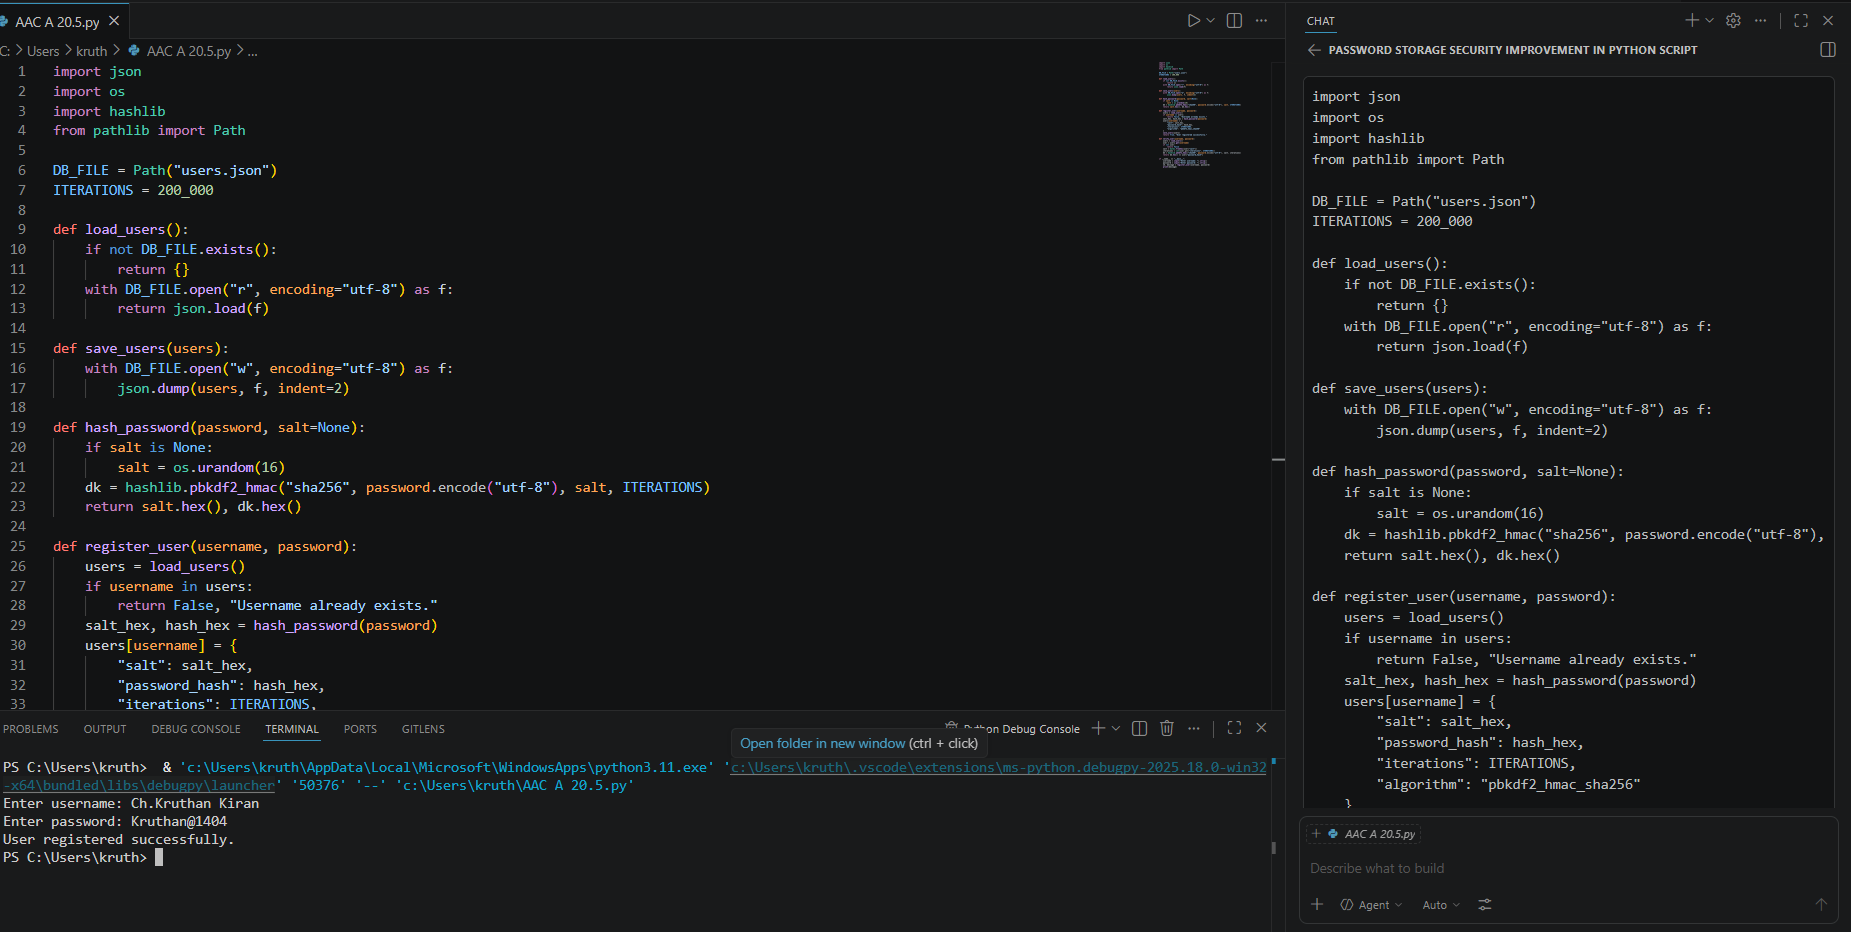 AAC A 20.5.py
C: > Users > kruth > AAC A 20.5.py > ...
1 import json
2 import os
3 import hashlib
4 from pathlib import Path
5
6 DB_FILE = Path("users.json")
7 ITERATIONS = 200_000
8
9 def load_users():
10 if not DB_FILE.exists():
11 return {}
12 with DB_FILE.open("r", encoding="utf-8") as f:
13 return json.load(f)
14
15 def save_users(users):
16 with DB_FILE.open("w", encoding="utf-8") as f:
17 json.dump(users, f, indent=2)
18
19 def hash_password(password, salt=None):
20 if salt is None:
21 salt = os.urandom(16)
22 dk = hashlib.pbkdf2_hmac("sha256", password.encode("utf-8"), salt, ITERATIONS)
23 return salt.hex(), dk.hex()
24
25 def register_user(username, password):
26 users = load_users()
27 if username in users:
28 return False, "Username already exists."
29 salt_hex, hash_hex = hash_password(password)
30 users[username] = {
31 "salt": salt_hex,
32 "password_hash": hash_hex,
33 "iterations": ITERATIONS,
PROBLEMS OUTPUT DEBUG CONSOLE TERMINAL PORTS GITLENS Python Debug Console
Open folder in new window (ctrl + click)
PS C:\Users\kruth> & 'c:\Users\kruth\AppData\Local\Microsoft\WindowsApps\python3.11.exe' 'c:\Users\kruth\.vscode\extensions\ms-python.debugpy-2025.18.0-win32
-x64\bundled\libs\debugpy\launcher' '50376' '--' 'c:\Users\kruth\AAC A 20.5.py'
Enter username: Ch.Kruthan Kiran
Enter password: Kruthan@1404
User registered successfully.
PS C:\Users\kruth>
CHAT
PASSWORD STORAGE SECURITY IMPROVEMENT IN PYTHON SCRIPT
import json
import os
import hashlib
from pathlib import Path
DB_FILE = Path("users.json")
ITERATIONS = 200_000
def load_users():
if not DB_FILE.exists():
return {}
with DB_FILE.open("r", encoding="utf-8") as f:
return json.load(f)
def save_users(users):
with DB_FILE.open("w", encoding="utf-8") as f:
json.dump(users, f, indent=2)
def hash_password(password, salt=None):
if salt is None:
salt = os.urandom(16)
dk = hashlib.pbkdf2_hmac("sha256", password.encode("utf-8"),
return salt.hex(), dk.hex()
def register_user(username, password):
users = load_users()
if username in users:
return False, "Username already exists."
salt_hex, hash_hex = hash_password(password)
users[username] = {
"salt": salt_hex,
"password_hash": hash_hex,
"iterations": ITERATIONS,
"algorithm": "pbkdf2_hmac_sha256"
}
AAC A 20.5.py
Describe what to build
Agent Auto